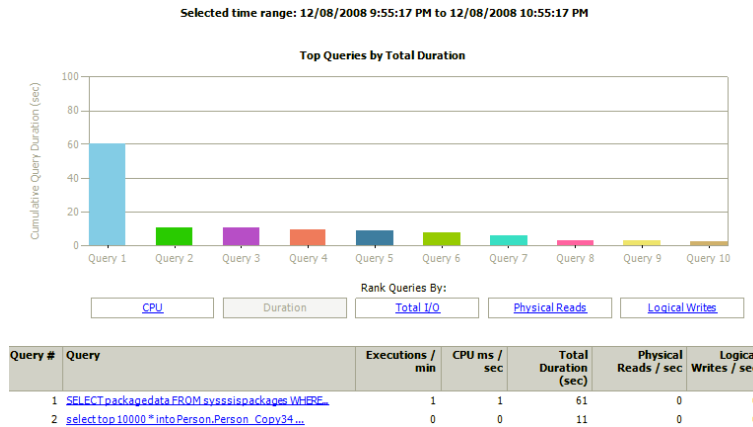 Selected time range: 12/08/2008 9:55:17 PM to 12/08/2008 10:55:17 PM
Top Queries by Total Duration
Cumulative Query Duration (sec)
100
80
60
40
20
0
Query 1 Query 2 Query 3 Query 4 Query 5 Query 6 Query 7 Query 8 Query 9 Query 10
Rank Queries By:
CPU Duration Total I/O Physical Reads Logical Writes
Query # Query Executions / min CPU ms / sec Total Duration (sec) Physical Reads / sec Logica Writes / sec
1 SELECT packagedata FROM sysssispackages WHERE... 1 1 61 0
2 select top 10000 * into Person.Person_Copy34 ... 0 0 11 0